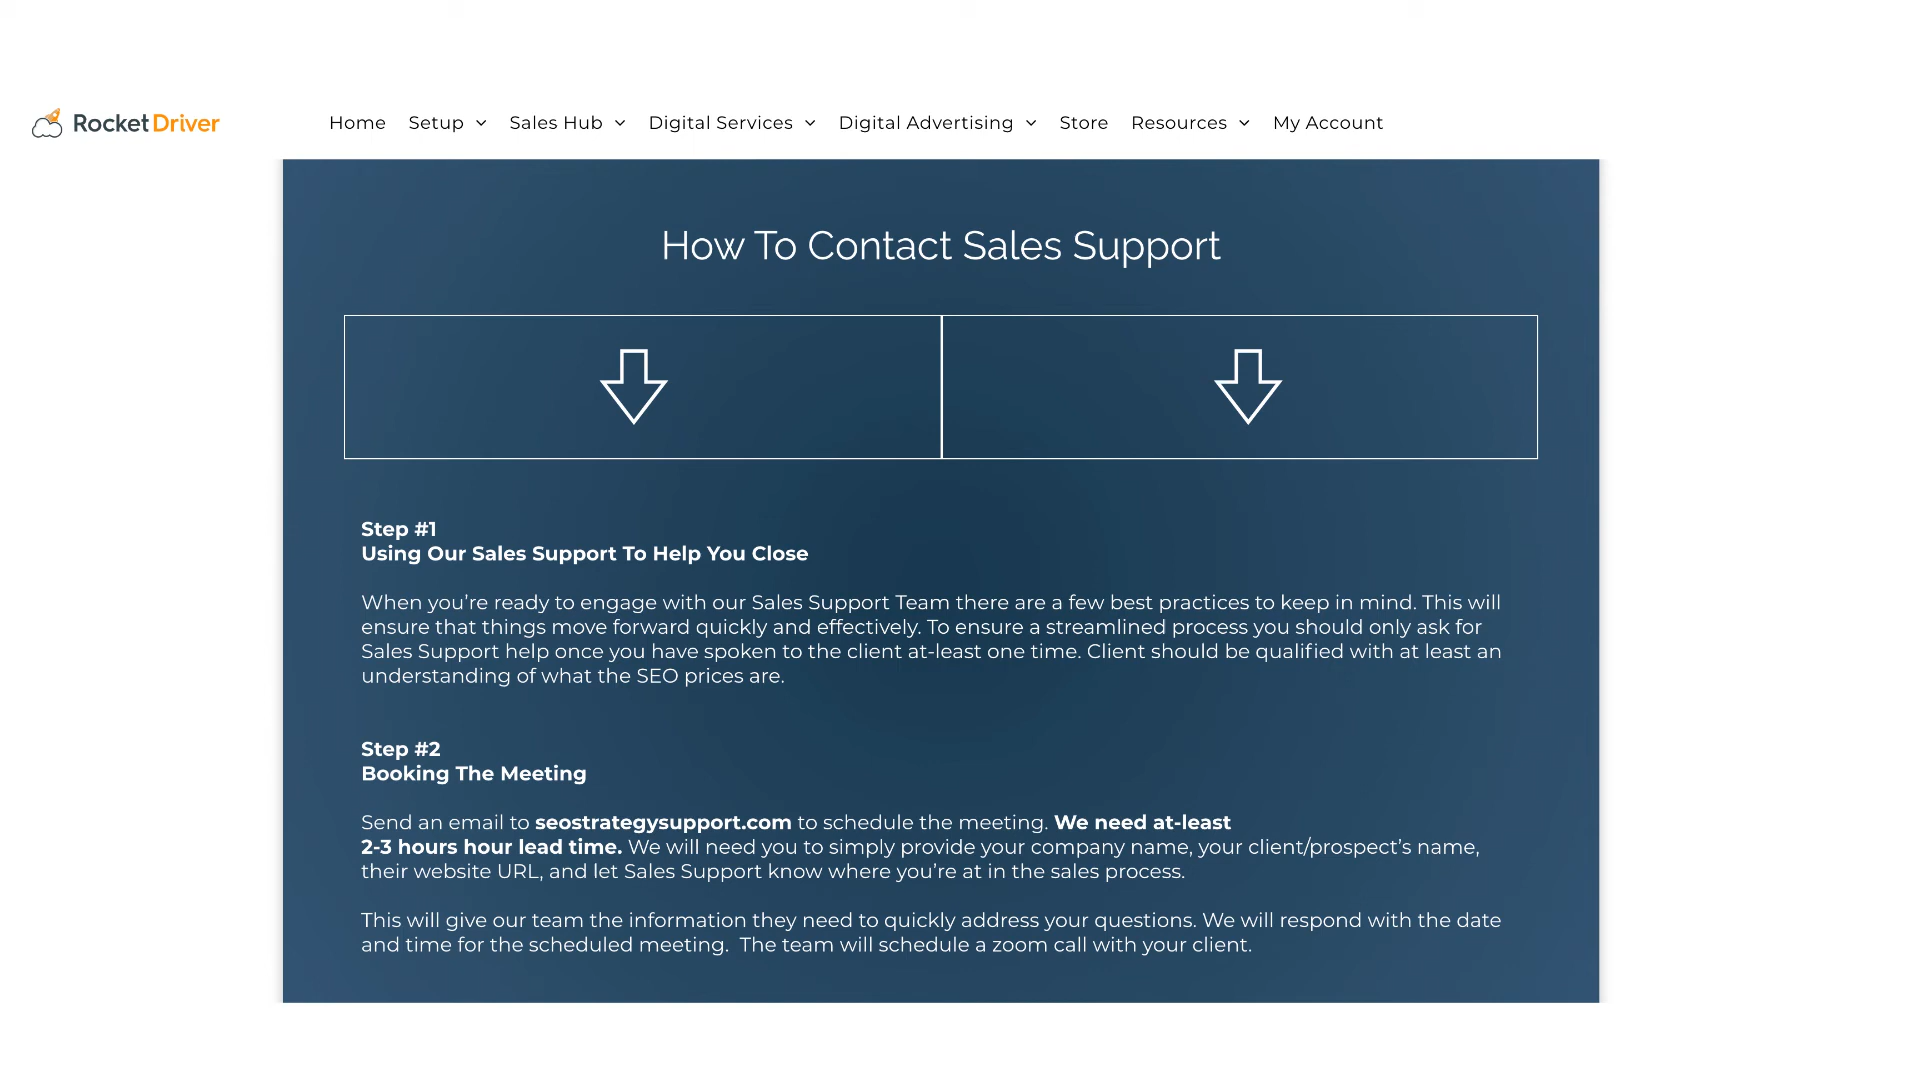 RocketDriver
Home Setup Sales Hub Digital Services Digital Advertising Store Resources My Account
How To Contact Sales Support
Step #1
Using Our Sales Support To Help You Close
When you’re ready to engage with our Sales Support Team there are a few best practices to keep in mind. This will
ensure that things move forward quickly and effectively. To ensure a streamlined process you should only ask for
Sales Support help once you have spoken to the client at-least one time. Client should be qualified with at least an
understanding of what the SEO prices are.
Step #2
Booking The Meeting
Send an email to seostrategysupport.com to schedule the meeting. We need at-least
2-3 hours hour lead time. We will need you to simply provide your company name, your client/prospect’s name,
their website URL, and let Sales Support know where you’re at in the sales process.
This will give our team the information they need to quickly address your questions. We will respond with the date
and time for the scheduled meeting.  The team will schedule a zoom call with your client.